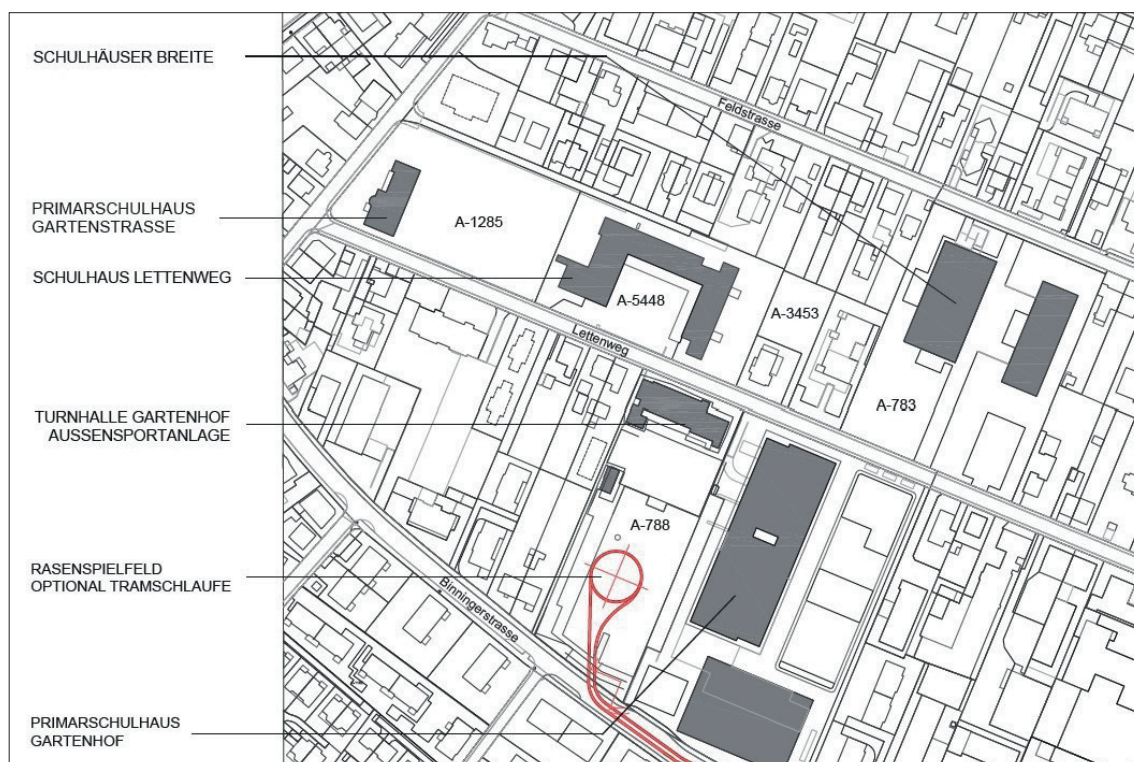 SCHULHÄUSER BREITE
Feldstrasse
PRIMARSCHULHAUS
GARTENSTRASSE
A-1285
SCHULHAUS LETTENWEG
A-5448
A-3453
Lettenweg
A-783
TURNHALLE GARTENHOF
AUSSENSPORTANLAGE
A-788
RASENSPIELFELD
OPTIONAL TRAMSCHLAUFE
Binningerstrasse
PRIMARSCHULHAUS
GARTENHOF